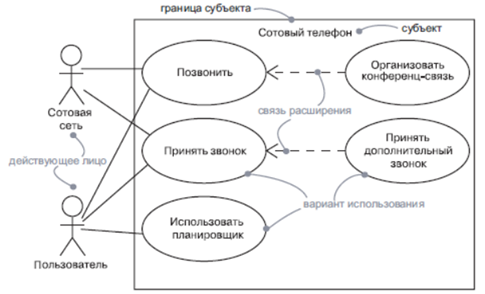 граница субъекта
Сотовый телефон
субъект
Позвонить
Организовать
конференц-связь
Сотовая
сеть
связь расширения
Принять звонок
Принять
дополнительный
звонок
действующее лицо
вариант использования
Использовать
планировщик
Пользователь